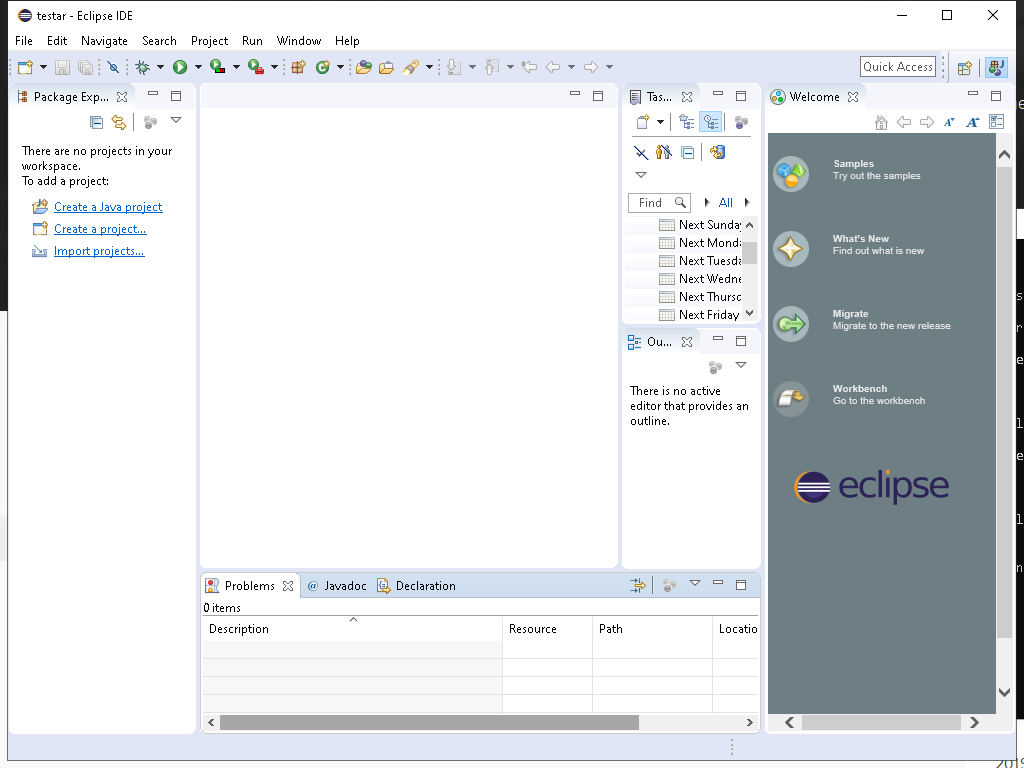 testar - Eclipse IDE
File Edit Navigate Search Project Run Window Help
Quick Access
Package Exp...
There are no projects in your
workspace.
To add a project:
Create a Java project
Create a project...
Import projects...
Tas...
Find
All
Next Sunday
Next Monda
Next Tuesda
Next Wedne
Next Thursd
Next Friday
Ou...
There is no active
editor that provides an
outline.
Welcome
Samples
Try out the samples
What's New
Find out what is new
Migrate
Migrate to the new release
Workbench
Go to the workbench
eclipse
Problems @ Javadoc Declaration
0 items
Description Resource Path Locatio
2019